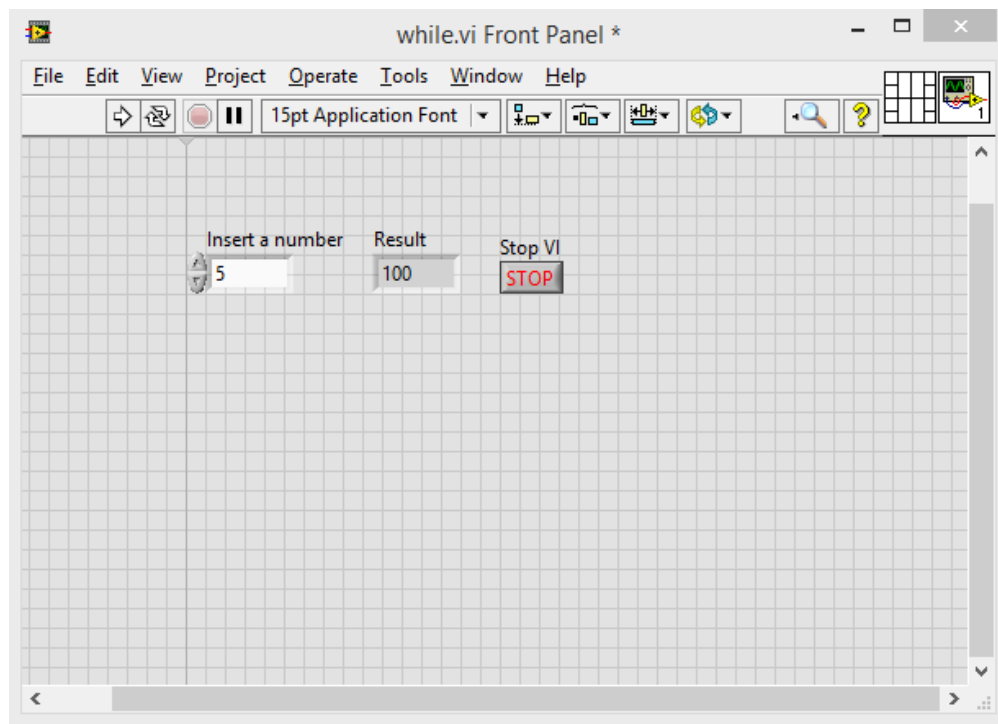 while.vi Front Panel *
File Edit View Project Operate Tools Window Help
15pt Application Font
?
1
Insert a number Result Stop VI
5 100 STOP